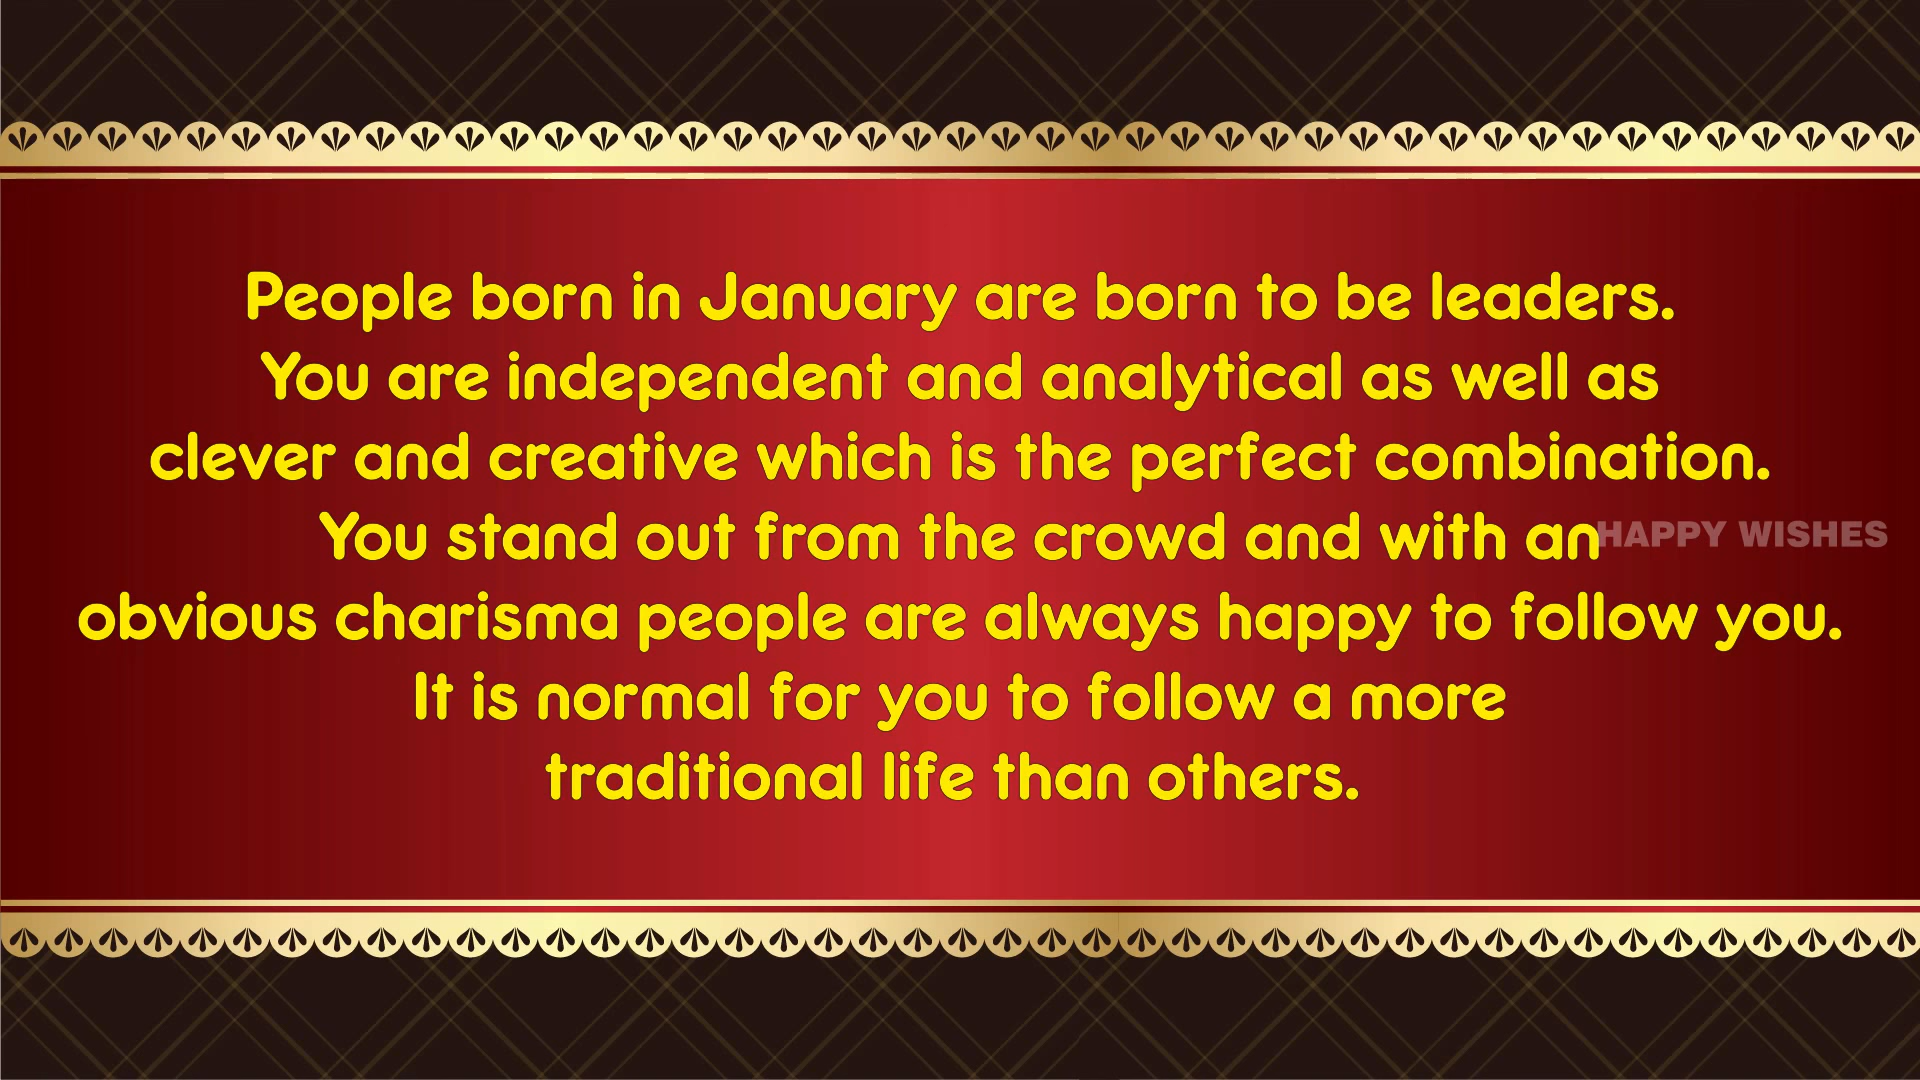 People born in January are born to be leaders.
You are independent and analytical as well as
clever and creative which is the perfect combination.
You stand out from the crowd and with an
HAPPY WISHES
obvious charisma people are always happy to follow you.
It is normal for you to follow a more
traditional life than others.